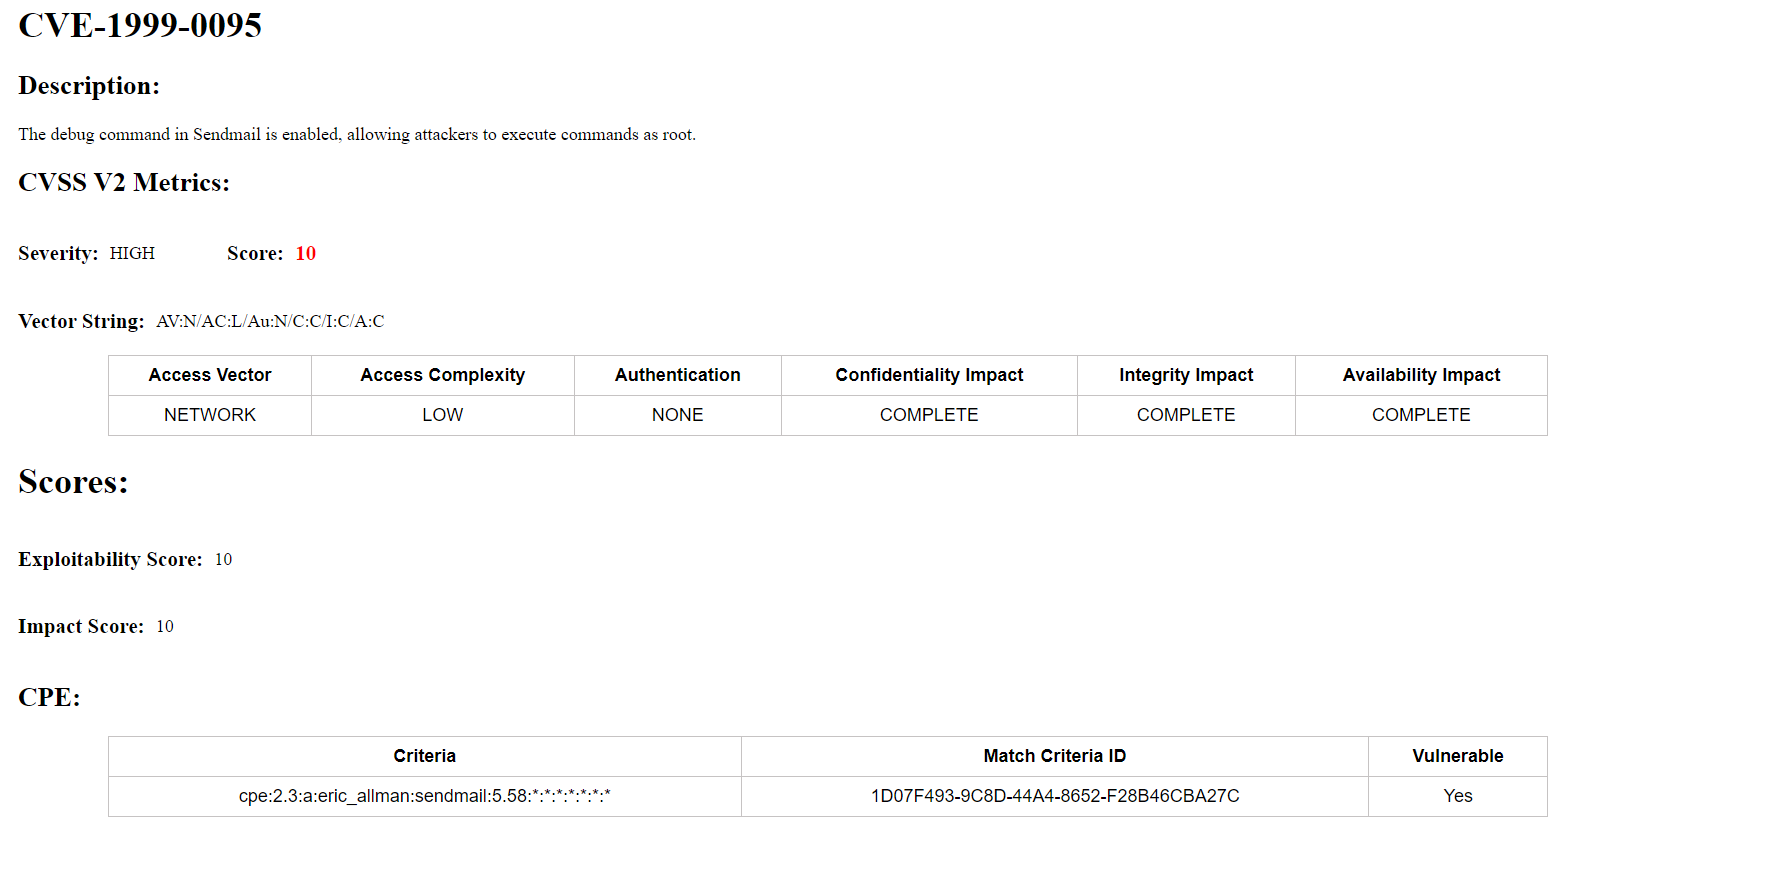 CVE-1999-0095
Description:
The debug command in Sendmail is enabled, allowing attackers to execute commands as root.
CVSS V2 Metrics:
Severity: HIGH Score: 10
Vector String: AV:N/AC:L/Au:N/C:C/I:C/A:C
Access Vector Access Complexity Authentication Confidentiality Impact Integrity Impact Availability Impact
NETWORK LOW NONE COMPLETE COMPLETE COMPLETE
Scores:
Exploitability Score: 10
Impact Score: 10
CPE:
Criteria Match Criteria ID Vulnerable
cpe:2.3:a:eric_allman:sendmail:5.58:*:*:*:*:*:*:* 1D07F493-9C8D-44A4-8652-F28B46CBA27C Yes